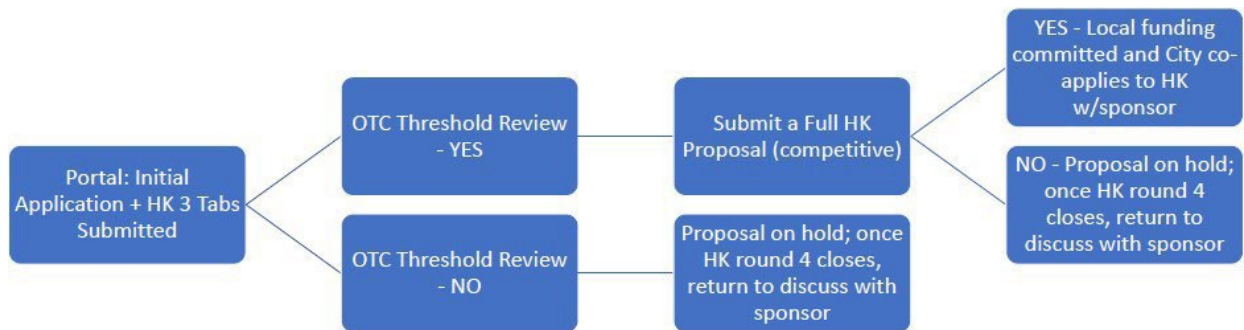 Portal: Initial
Application + HK 3 Tabs
Submitted
OTC Threshold Review
- YES
Submit a Full HK
Proposal (competitive)
YES - Local funding
committed and City co-
applies to HK
w/sponsor
NO - Proposal on hold;
once HK round 4
closes, return to
discuss with sponsor
OTC Threshold Review
- NO
Proposal on hold; once
HK round 4 closes,
return to discuss with
sponsor